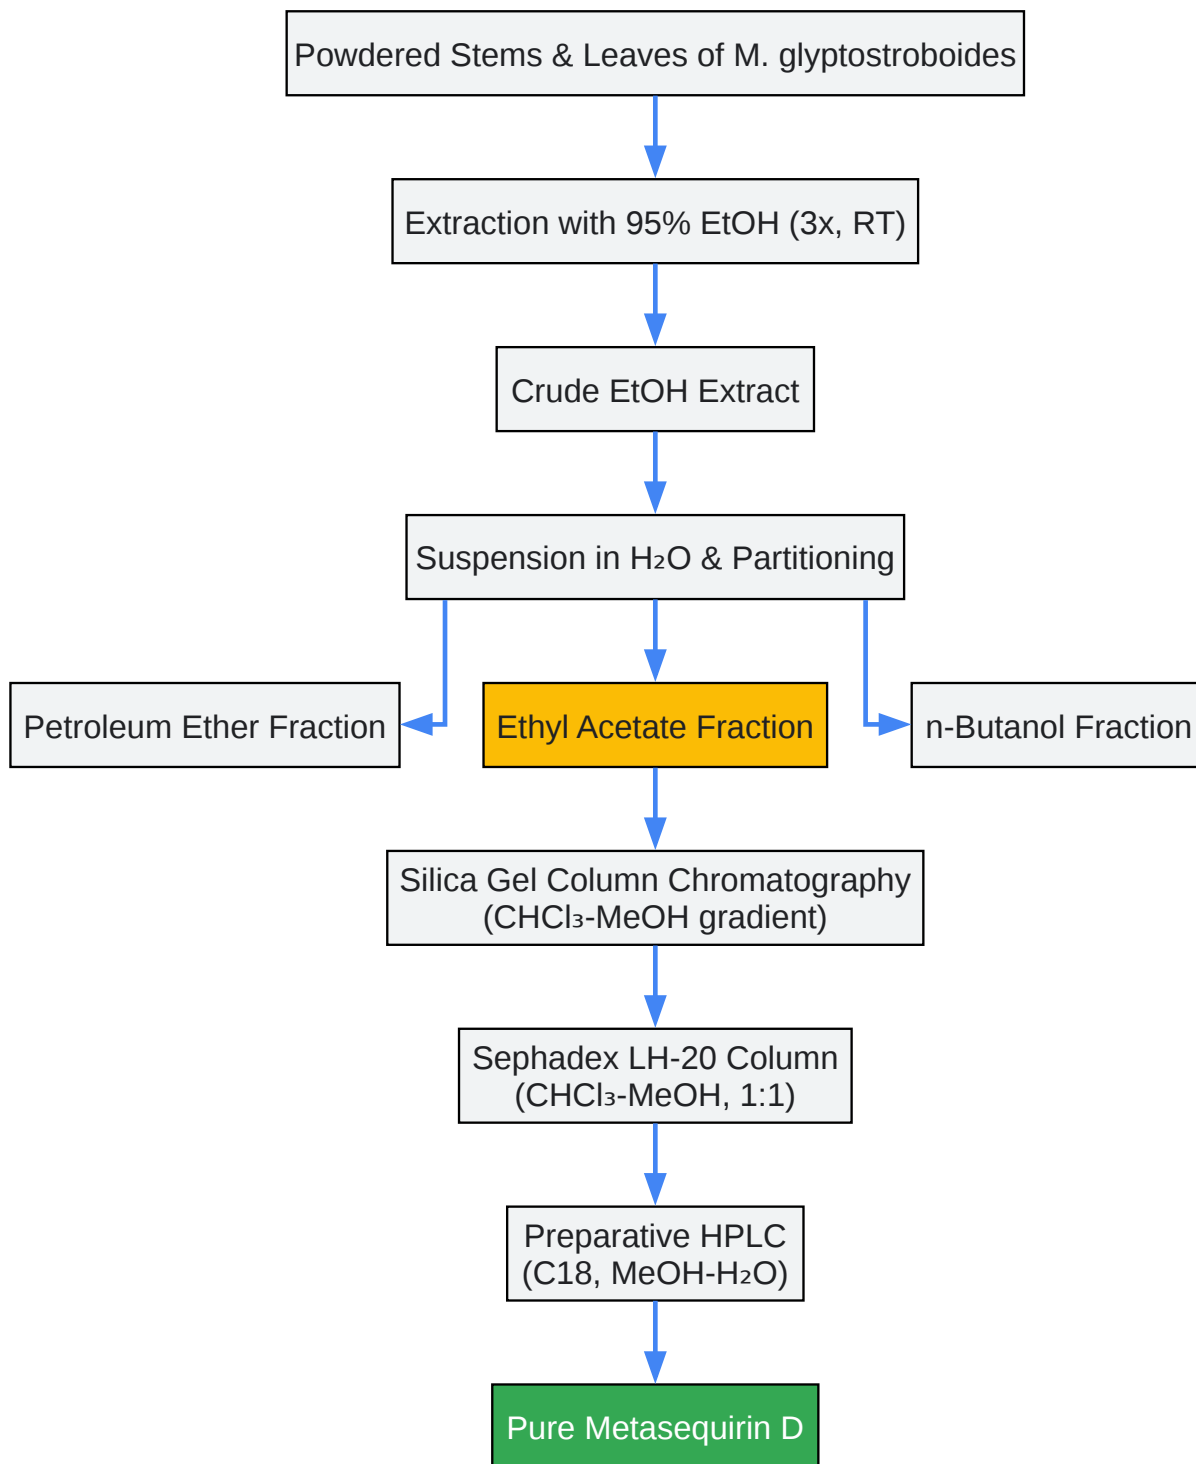 Powdered Stems & Leaves of M. glyptostroboides
Extraction with 95% EtOH (3x, RT)
Crude EtOH Extract
Suspension in H₂O & Partitioning
Petroleum Ether Fraction
Ethyl Acetate Fraction
n-Butanol Fraction
Silica Gel Column Chromatography
(CHCl₃-MeOH gradient)
Sephadex LH-20 Column
(CHCl₃-MeOH, 1:1)
Preparative HPLC
(C18, MeOH-H₂O)
Pure Metasequirin D